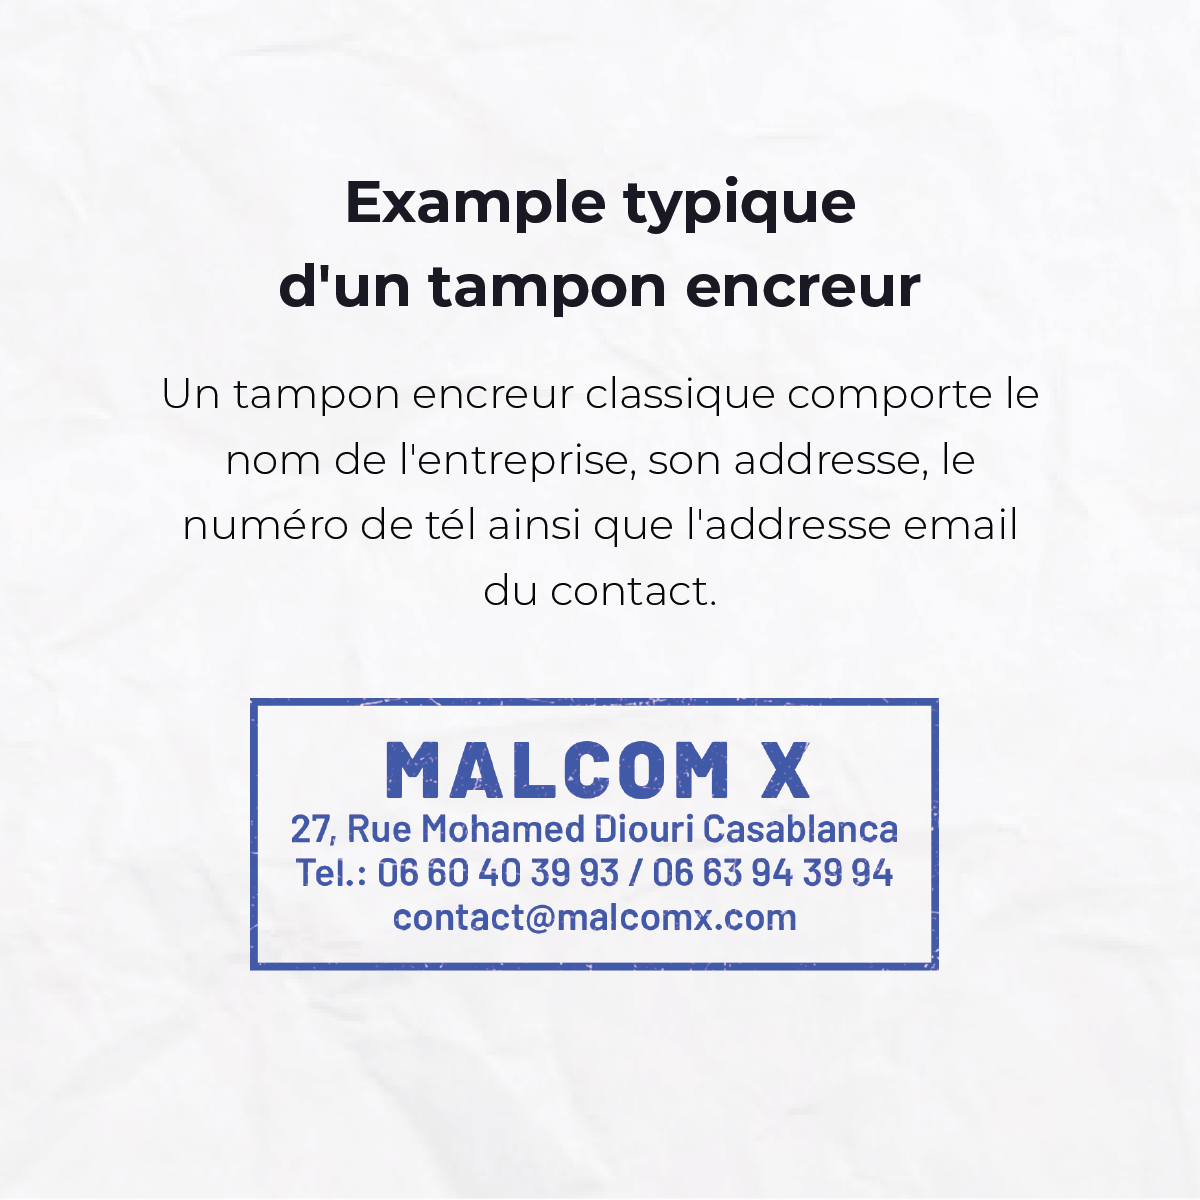 Example typique
d'un tampon encreur
Un tampon encreur classique comporte le
nom de l'entreprise, son addresse, le
numéro de tél ainsi que l'addresse email
du contact.
MALCOM X
27, Rue Mohamed Diouri Casablanca
Tel.: 06 60 40 39 93 / 06 63 94 39 94
contact@malcomx.com